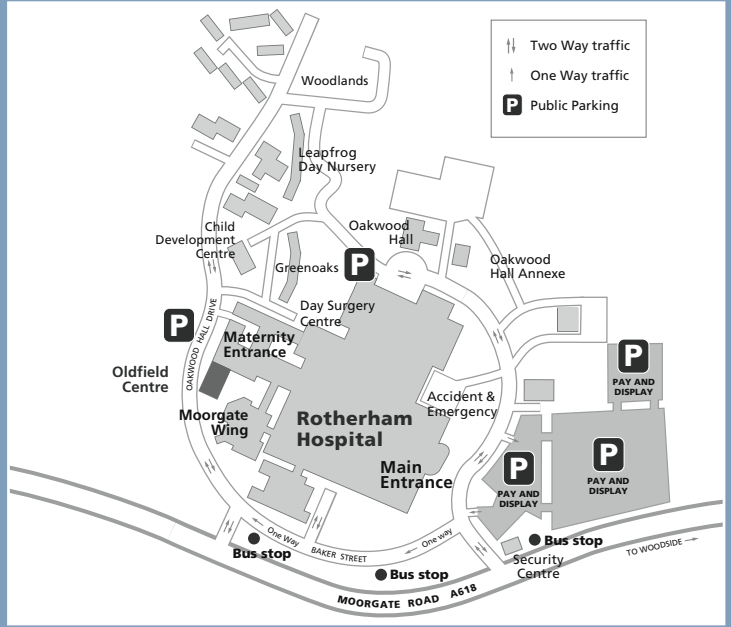 Two Way traffic
One Way traffic
P Public Parking
Woodlands
Leapfrog
Day Nursery
Oakwood
Hall
Child
Development
Centre
Greenoaks
P
Oakwood
Hall Annexe
Day Surgery
Centre
P
OAKWOOD HALL DRIVE
Maternity
Entrance
P
PAY AND
DISPLAY
Oldfield
Centre
Accident &
Emergency
Moorgate
Wing
Rotherham
Hospital
Main
Entrance
P
PAY AND
DISPLAY
P
PAY AND
DISPLAY
One Way
BAKER STREET
One way
Bus stop
Bus stop
Bus stop
Security
Centre
TO WOODSIDE
MOORGATE ROAD A618